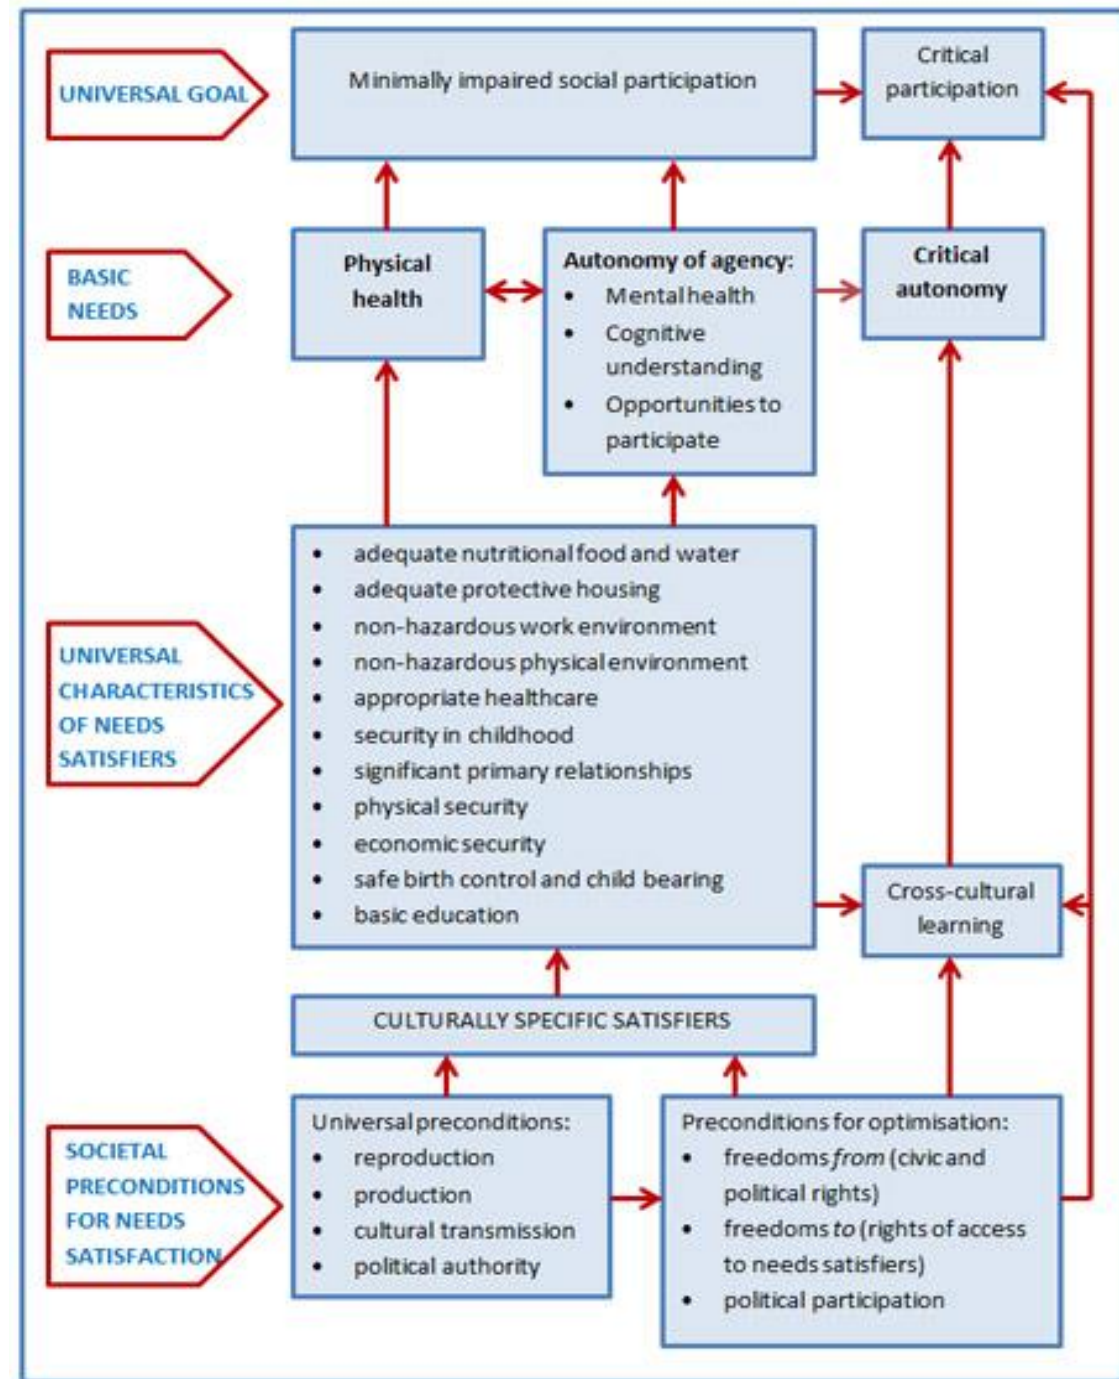 UNIVERSAL GOAL
Minimally impaired social participation
Critical
participation
BASIC
NEEDS
Physical
health
Autonomy of agency:
• Mental health
• Cognitive
understanding
• Opportunities to
participate
Critical
autonomy
UNIVERSAL
CHARACTERISTICS
OF NEEDS
SATISFIERS
• adequate nutritional food and water
• adequate protective housing
• non-hazardous work environment
• non-hazardous physical environment
• appropriate healthcare
• security in childhood
• significant primary relationships
• physical security
• economic security
• safe birth control and child bearing
• basic education
Cross-cultural
learning
CULTURALLY SPECIFIC SATISFIERS
SOCIETAL
PRECONDITIONS
FOR NEEDS
SATISFACTION
Universal preconditions:
• reproduction
• production
• cultural transmission
• political authority
Preconditions for optimisation:
• freedoms from (civic and
political rights)
• freedoms to (rights of access
to needs satisfiers)
• political participation